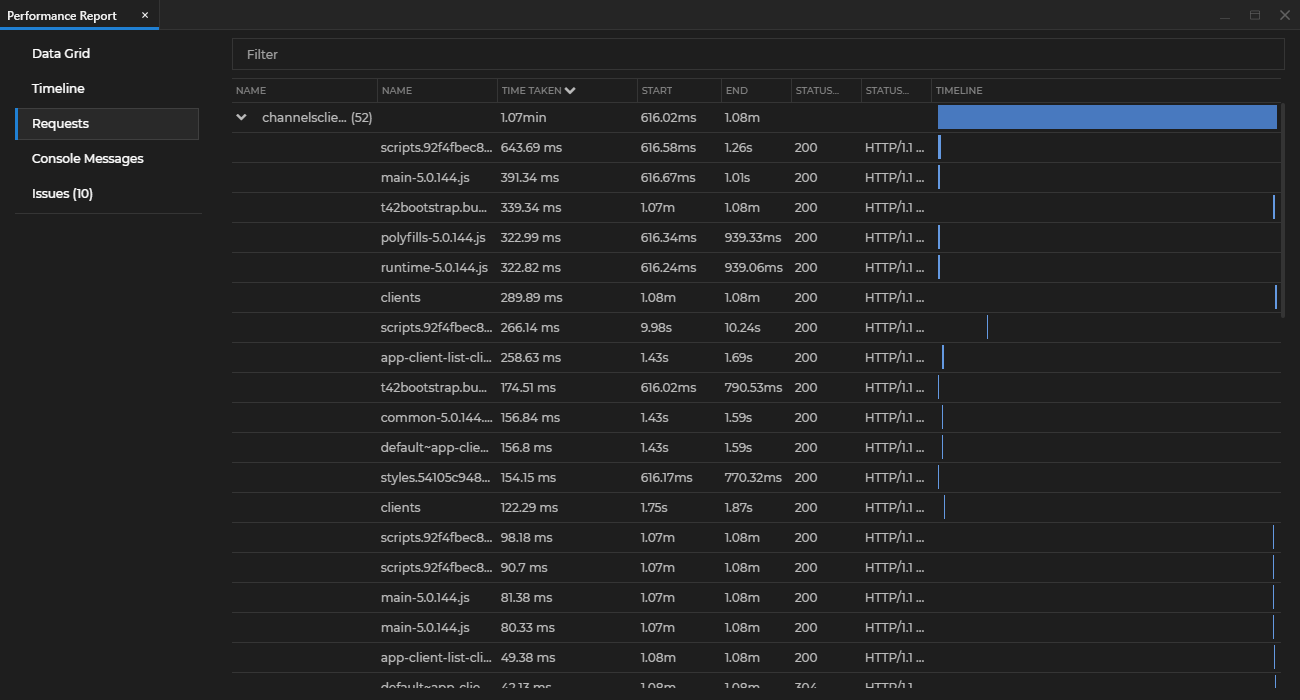 Performance Report ×
Data Grid
Timeline
Requests
Console Messages
Issues (10)
Filter
NAME NAME TIME TAKEN START END STATUS... STATUS... TIMELINE
channelsclie... (52) 1.07min 616.02ms 1.08m
scripts.92f4fbec8... 643.69 ms 616.58ms 1.26s 200 HTTP/1.1 ...
main-5.0.144.js 391.34 ms 616.67ms 1.01s 200 HTTP/1.1 ...
t42bootstrap.bu... 339.34 ms 1.07m 1.08m 200 HTTP/1.1 ...
polyfills-5.0.144.js 322.99 ms 616.34ms 939.33ms 200 HTTP/1.1 ...
runtime-5.0.144.js 322.82 ms 616.24ms 939.06ms 200 HTTP/1.1 ...
clients 289.89 ms 1.08m 1.08m 200 HTTP/1.1 ...
scripts.92f4fbec8... 266.14 ms 9.98s 10.24s 200 HTTP/1.1 ...
app-client-list-cli... 258.63 ms 1.43s 1.69s 200 HTTP/1.1 ...
t42bootstrap.bu... 174.51 ms 616.02ms 790.53ms 200 HTTP/1.1 ...
common-5.0.144.... 156.84 ms 1.43s 1.59s 200 HTTP/1.1 ...
default~app-clie... 156.8 ms 1.43s 1.59s 200 HTTP/1.1 ...
styles.54105c948... 154.15 ms 616.17ms 770.32ms 200 HTTP/1.1 ...
clients 122.29 ms 1.75s 1.87s 200 HTTP/1.1 ...
scripts.92f4fbec8... 98.18 ms 1.07m 1.08m 200 HTTP/1.1 ...
scripts.92f4fbec8... 90.7 ms 1.07m 1.08m 200 HTTP/1.1 ...
main-5.0.144.js 81.38 ms 1.07m 1.08m 200 HTTP/1.1 ...
main-5.0.144.js 80.33 ms 1.07m 1.08m 200 HTTP/1.1 ...
app-client-list-cli... 49.38 ms 1.08m 1.08m 200 HTTP/1.1 ...
default~app-clie... 42.13 ms 1.08m 1.08m 304 HTTP/1.1 ...